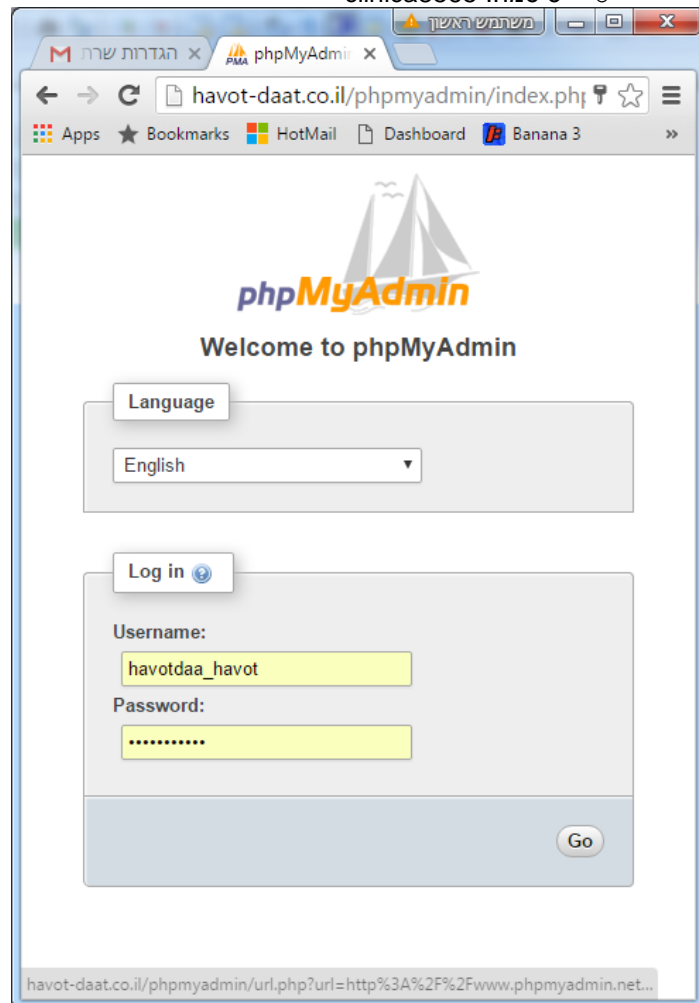 משתמש ראשון
הגדרות שרת
phpMyAdmi
havot-daat.co.il/phpmyadmin/index.ph
Apps Bookmarks HotMail Dashboard Banana 3 »
phpMyAdmin
Welcome to phpMyAdmin
Language
English
Log in
Username:
havotdaa_havot
Password:
•••••••••••
Go
havot-daat.co.il/phpmyadmin/url.php?url=http%3A%2F%2Fwww.phpmyadmin.net...